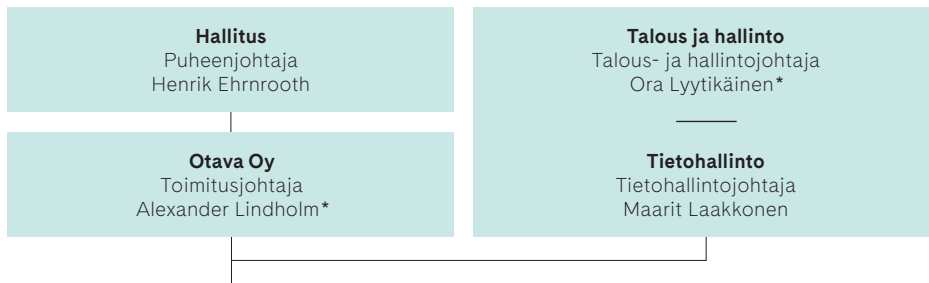 Hallitus
Puheenjohtaja
Henrik Ehrnrooth
Otava Oy
Toimitusjohtaja
Alexander Lindholm*
Talous ja hallinto
Talous- ja hallintojohtaja
Ora Lyytikäinen*
Tietohallinto
Tietohallintojohtaja
Maarit Laakkonen